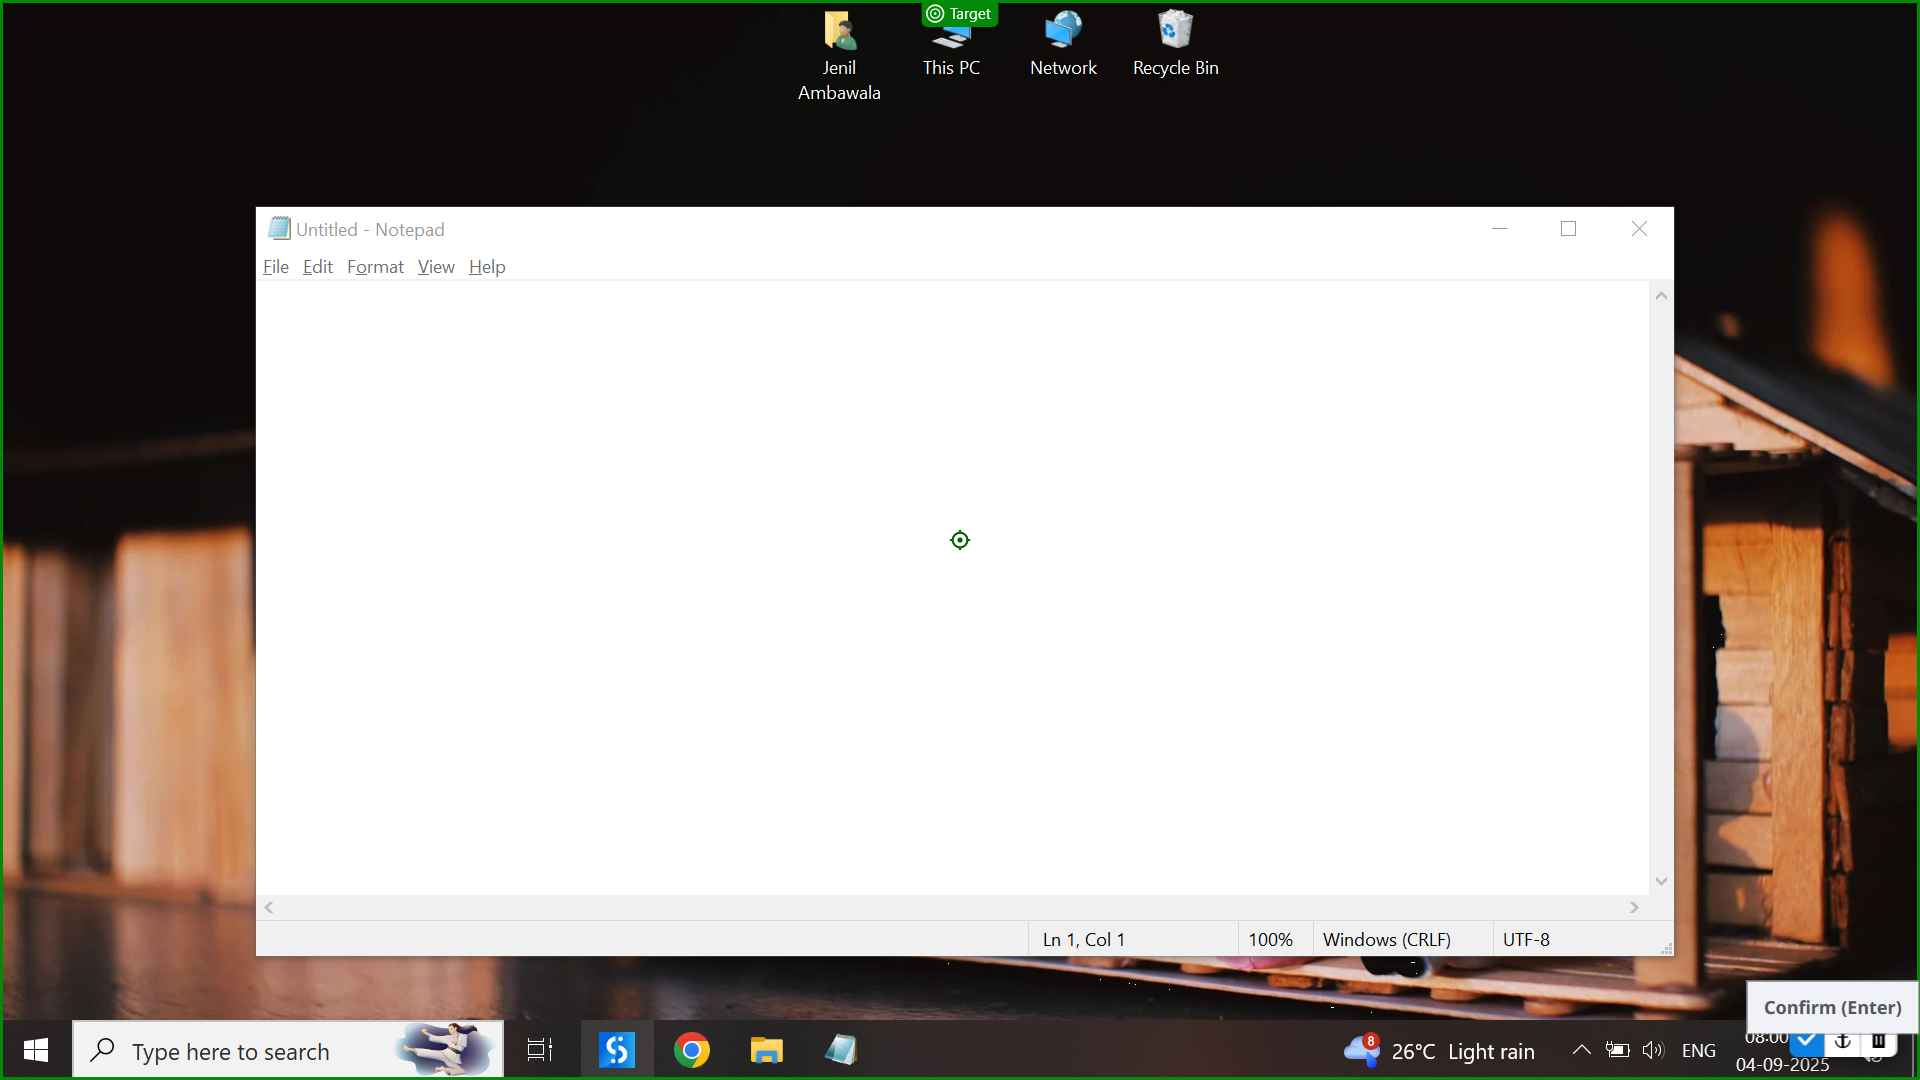 Target
Jenil
Ambawala
This PC
Network
Recycle Bin
Untitled - Notepad
File Edit Format View Help
Ln 1, Col 1
100%
Windows (CRLF)
UTF-8
Confirm (Enter)
Type here to search
8
26°C Light rain
ENG
08:00
04-09-2025